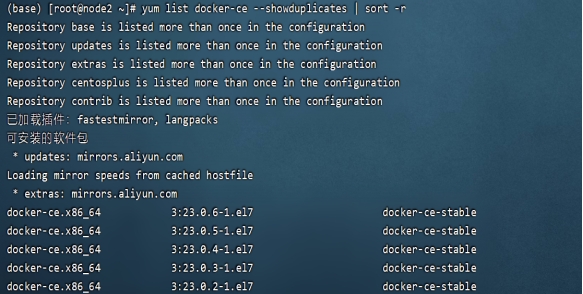 (base) [root@node2 ~]# yum list docker-ce --showduplicates | sort -r
Repository base is listed more than once in the configuration
Repository updates is listed more than once in the configuration
Repository extras is listed more than once in the configuration
Repository centosplus is listed more than once in the configuration
Repository contrib is listed more than once in the configuration
已加载插件：fastestmirror, langpacks
可安装的软件包
 * updates: mirrors.aliyun.com
Loading mirror speeds from cached hostfile
 * extras: mirrors.aliyun.com
docker-ce.x86_64 3:23.0.6-1.el7 docker-ce-stable
docker-ce.x86_64 3:23.0.5-1.el7 docker-ce-stable
docker-ce.x86_64 3:23.0.4-1.el7 docker-ce-stable
docker-ce.x86_64 3:23.0.3-1.el7 docker-ce-stable
docker-ce.x86_64 3:23.0.2-1.el7 docker-ce-stable